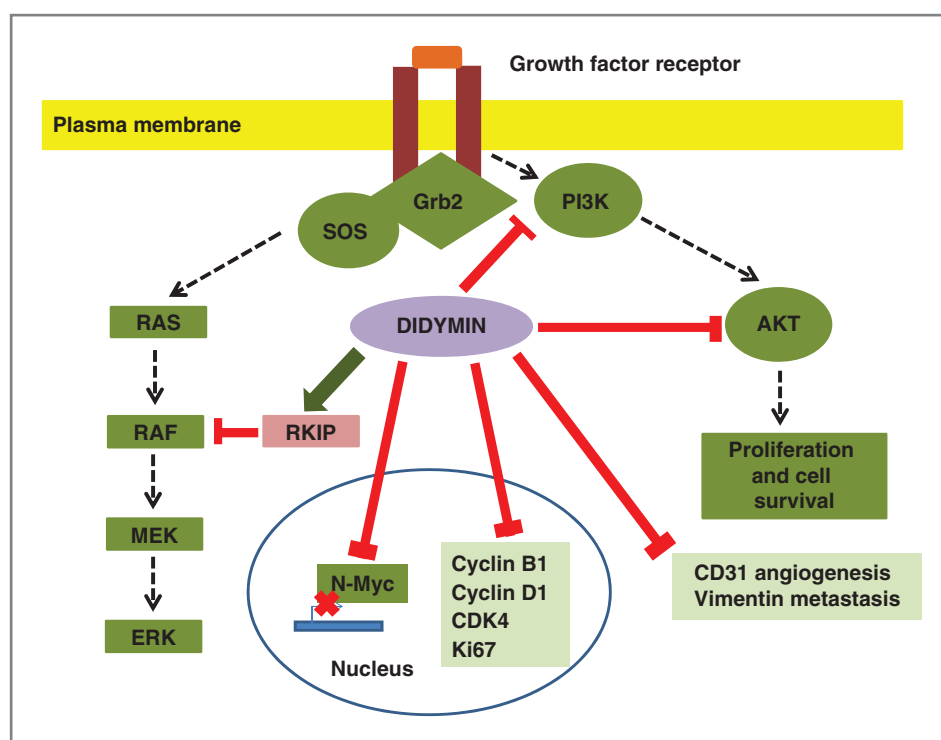 Growth factor receptor
Plasma membrane
Grb2
PI3K
SOS
RAS
DIDYMIN
AKT
RAF
RKIP
Proliferation
and cell
survival
MEK
N-Myc
Cyclin B1
Cyclin D1
CDK4
Ki67
CD31 angiogenesis
Vimentin metastasis
ERK
Nucleus